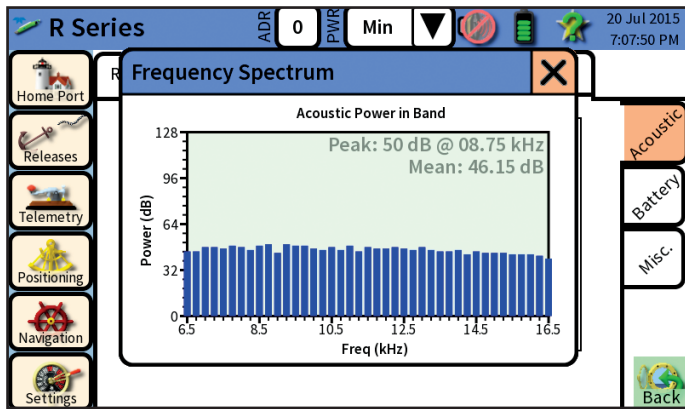 R Series
ADR
0
PWR
Min
20 Jul 2015
7:07:50 PM
Home Port
Releases
Telemetry
Positioning
Navigation
Settings
R
Frequency Spectrum
Acoustic Power in Band
Peak: 50 dB @ 08.75 kHz
Mean: 46.15 dB
Power (dB)
128
96
64
32
0
6.5 8.5 10.5 12.5 14.5 16.5
Freq (kHz)
Acoustic
Battery
Misc.
Back